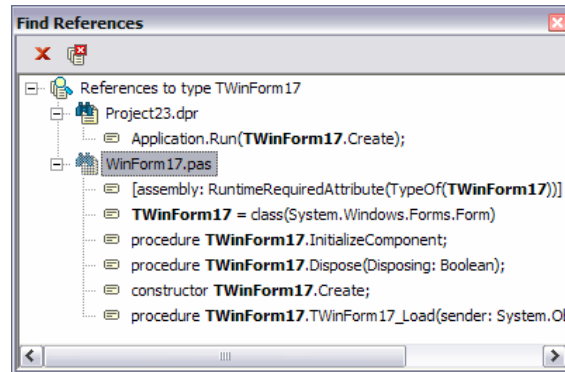 Find References
References to type TWinForm17
Project23.dpr
Application.Run(TWinForm17.Create);
WinForm17.pas
[assembly: RuntimeRequiredAttribute(TypeOf(TWinForm17))]
TWinForm17 = class(System.Windows.Forms.Form)
procedure TWinForm17.InitializeComponent;
procedure TWinForm17.Dispose(Disposing: Boolean);
constructor TWinForm17.Create;
procedure TWinForm17.TWinForm17_Load(sender: System.Ob